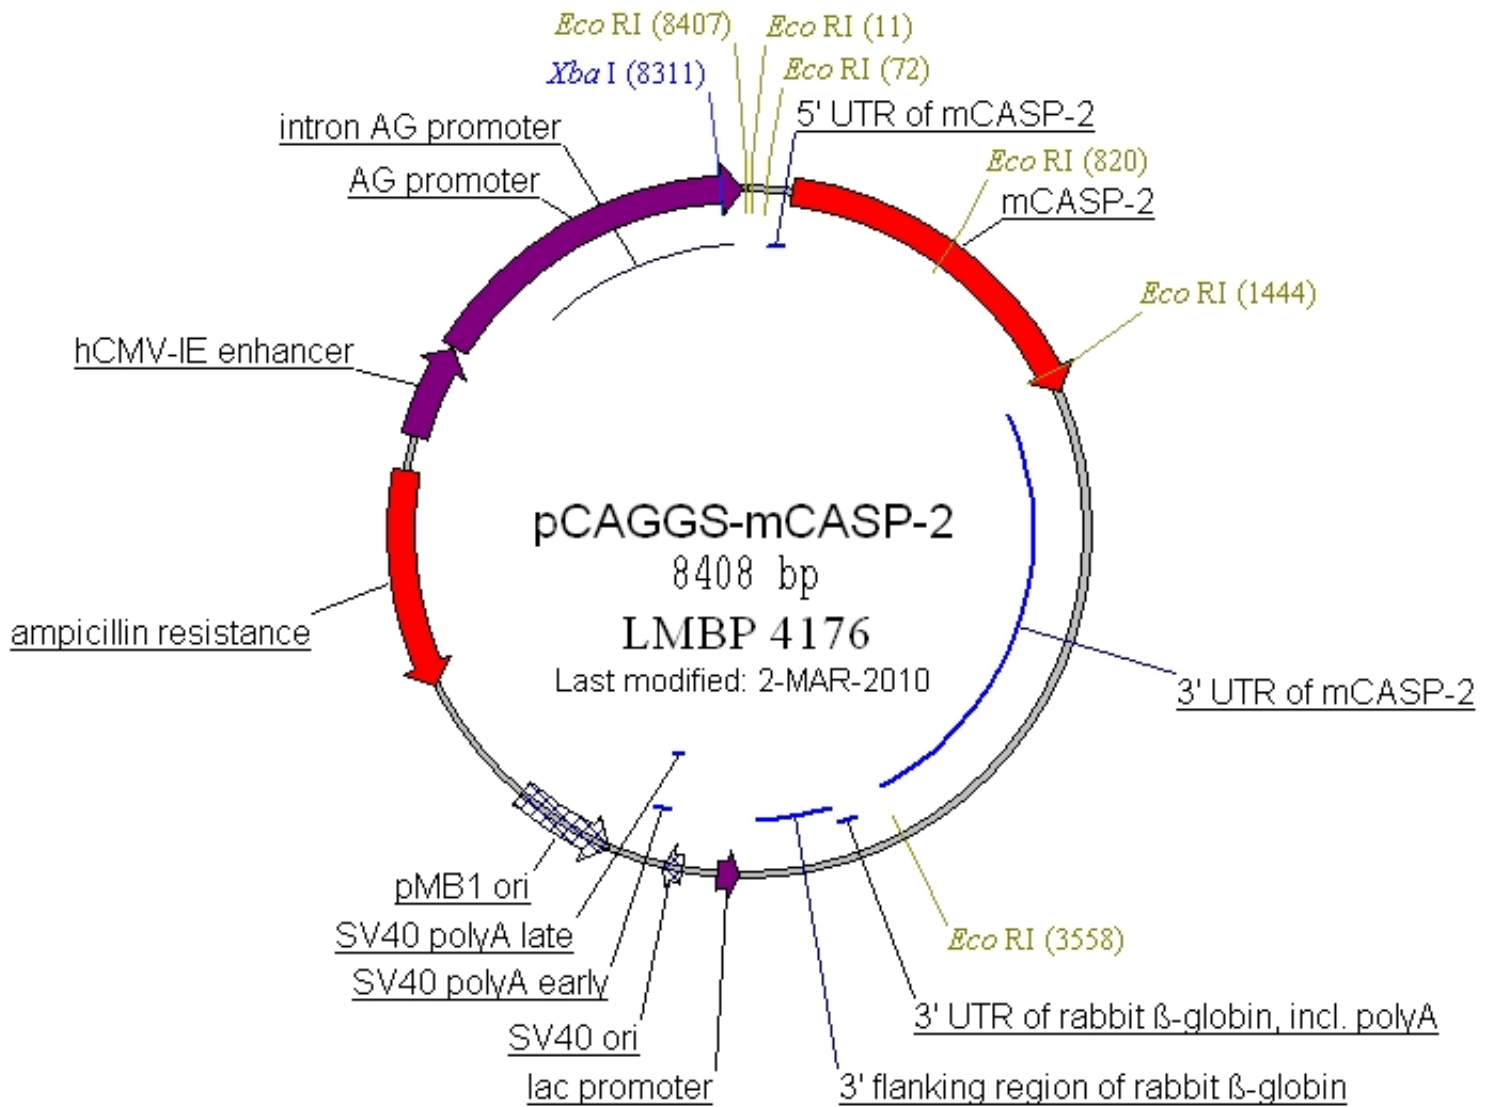 Eco RI (8407)
Eco RI (11)
Xba I (8311)
Eco RI (72)
5' UTR of mCASP-2
intron AG promoter
AG promoter
Eco RI (820)
mCASP-2
Eco RI (1444)
hCMV-IE enhancer
pCAGGS-mCASP-2
8408 bp
LMBP 4176
Last modified: 2-MAR-2010
ampicillin resistance
3' UTR of mCASP-2
pMB1 ori
SV40 polyA late
Eco RI (3558)
SV40 polyA early
3' UTR of rabbit ß-globin, incl. polyA
SV40 ori
lac promoter
3' flanking region of rabbit ß-globin